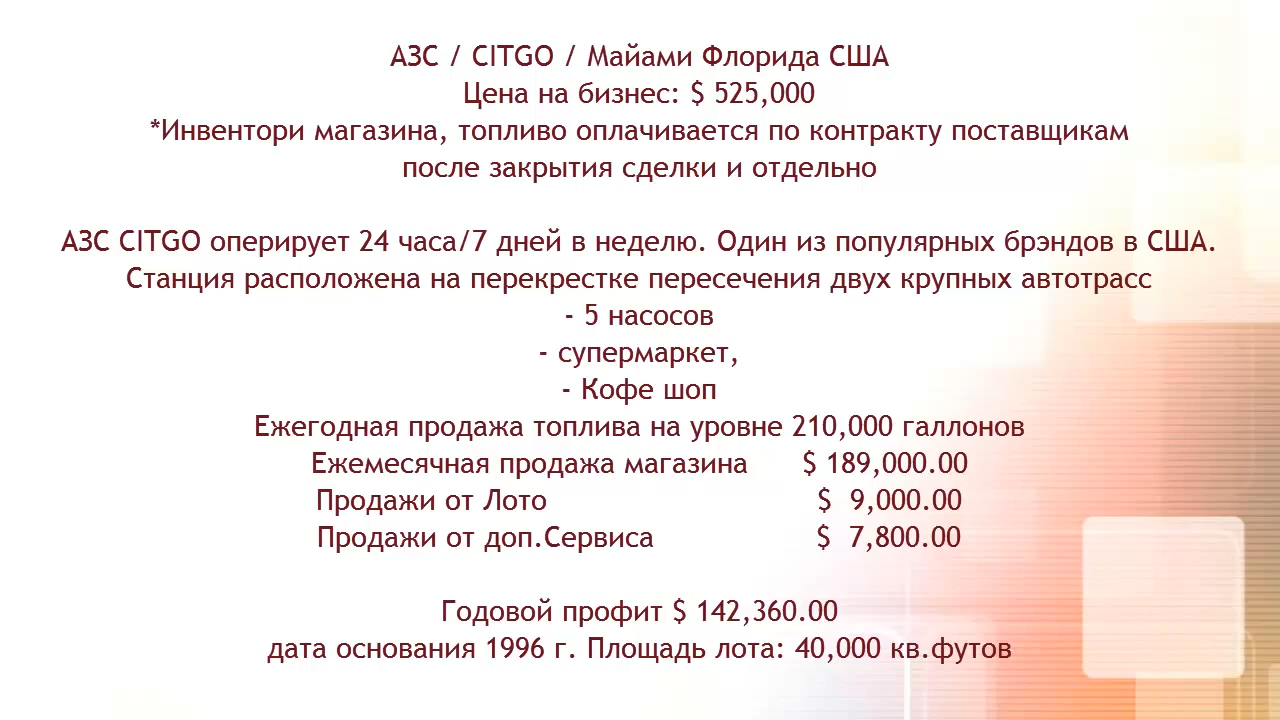 АЗС / CITGO / Майами Флорида США
Цена на бизнес: $ 525,000
*Инвентори магазина, топливо оплачивается по контракту поставщикам
после закрытия сделки и отдельно
АЗС CITGO оперирует 24 часа/7 дней в неделю. Один из популярных брэндов в США.
Станция расположена на перекрестке пересечения двух крупных автотрасс
- 5 насосов
- супермаркет,
- Кофе шоп
Ежегодная продажа топлива на уровне 210,000 галлонов
Ежемесячная продажа магазина $ 189,000.00
Продажи от Лото $ 9,000.00
Продажи от доп.Сервиса $ 7,800.00
Годовой профит $ 142,360.00
дата основания 1996 г. Площадь лота: 40,000 кв.футов